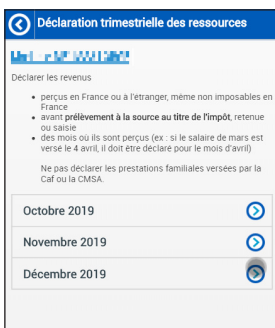 Déclaration trimestrielle des ressources
Déclarer les revenus
perçus en France ou à l'étranger, même non imposables en
France
avant prélèvement à la source au titre de l'impôt, retenue
ou saisie
des mois où ils sont perçus (ex : si le salaire de mars est
versé le 4 avril, il doit être déclaré pour le mois d'avril)
Ne pas déclarer les prestations familiales versées par la
Caf ou la CMSA.
Octobre 2019
Novembre 2019
Décembre 2019